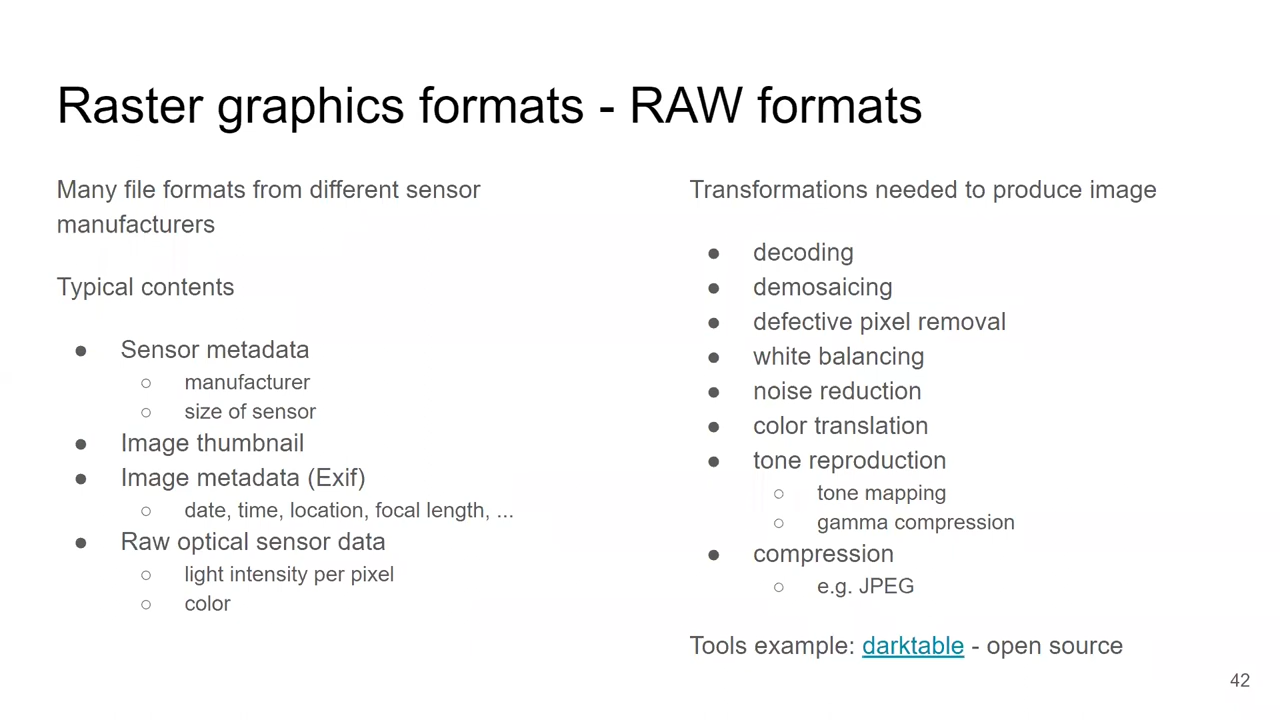 Raster graphics formats - RAW formats
Many file formats from different sensor
manufacturers
Typical contents
● Sensor metadata
○ manufacturer
○ size of sensor
● Image thumbnail
● Image metadata (Exif)
○ date, time, location, focal length, ...
● Raw optical sensor data
○ light intensity per pixel
○ color
Transformations needed to produce image
● decoding
● demosaicing
● defective pixel removal
● white balancing
● noise reduction
● color translation
● tone reproduction
○ tone mapping
○ gamma compression
● compression
○ e.g. JPEG
Tools example: darktable - open source
42